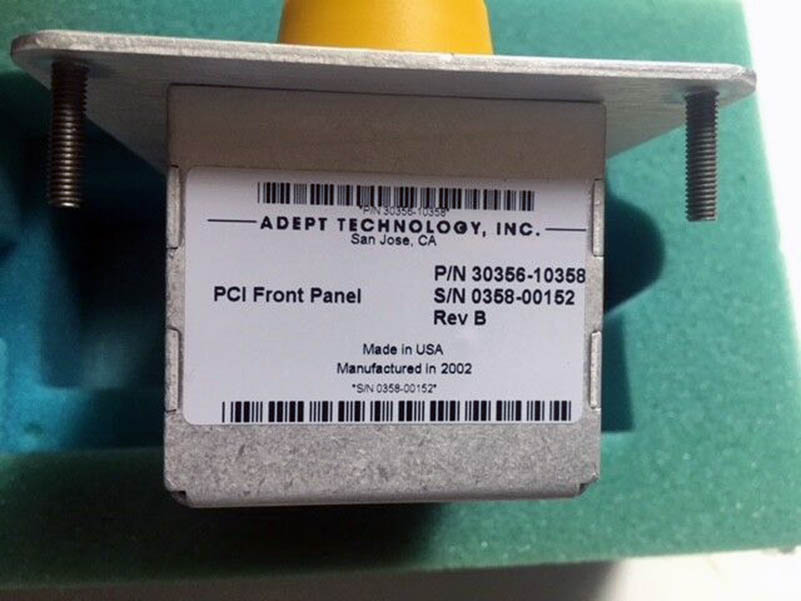 *P/N 30356-10358*
ADEPT TECHNOLOGY, INC.
San Jose, CA
P/N 30356-10358
PCI Front Panel S/N 0358-00152
Rev B
Made in USA
Manufactured in 2002
*S/N 0358-00152*